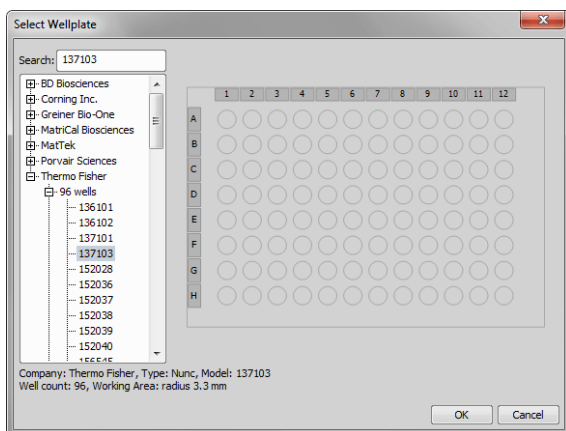 Select Wellplate
Search: 137103
BD Biosciences
Corning Inc.
Greiner Bio-One
MatriCal Biosciences
MatTek
Porvair Sciences
Thermo Fisher
96 wells
136101
136102
137101
137103
152028
152036
152037
152038
152039
152040
1 2 3 4 5 6 7 8 9 10 11 12
A
B
C
D
E
F
G
H
Company: Thermo Fisher, Type: Nunc, Model: 137103
Well count: 96, Working Area: radius 3.3 mm
OK Cancel